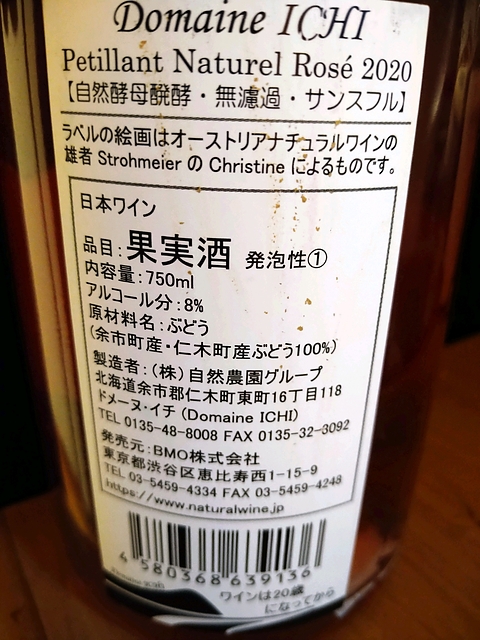 Domaine ICHI
Petillant Naturel Rosé 2020
【自然酵母醗酵・無濾過・サンスフル】
ラベルの絵画はオーストリアナチュラルワインの
雄者 Strohmeier の Christine によるものです。
日本ワイン
品目：果実酒 発泡性①
内容量：750ml
アルコール分：8%
原材料名：ぶどう
(余市町産・仁木町産ぶどう100%)
製造者：(株)自然農園グループ
北海道余市郡仁木町東町16丁目118
ドメーヌ・イチ (Domaine ICHI)
TEL 0135-48-8008 FAX 0135-32-3092
発売元：BMO株式会社
東京都渋谷区恵比寿西1-15-9
TEL 03-5459-4334 FAX 03-5459-4248
https://www.naturalwine.jp
4 580368 639136
ワインは20歳
になってから